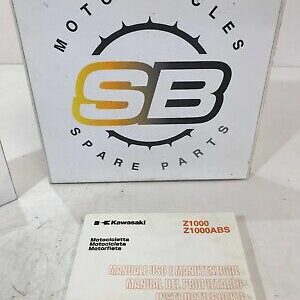 MOTORCYCLES
SB
SPARE PARTS
Kawasaki
Z1000
Z1000ABS
Motocicletta
Motocicleta
Motorfiets
MANUALE USO E MANUTENZIONE
MANUAL DEL PROPIETARIO